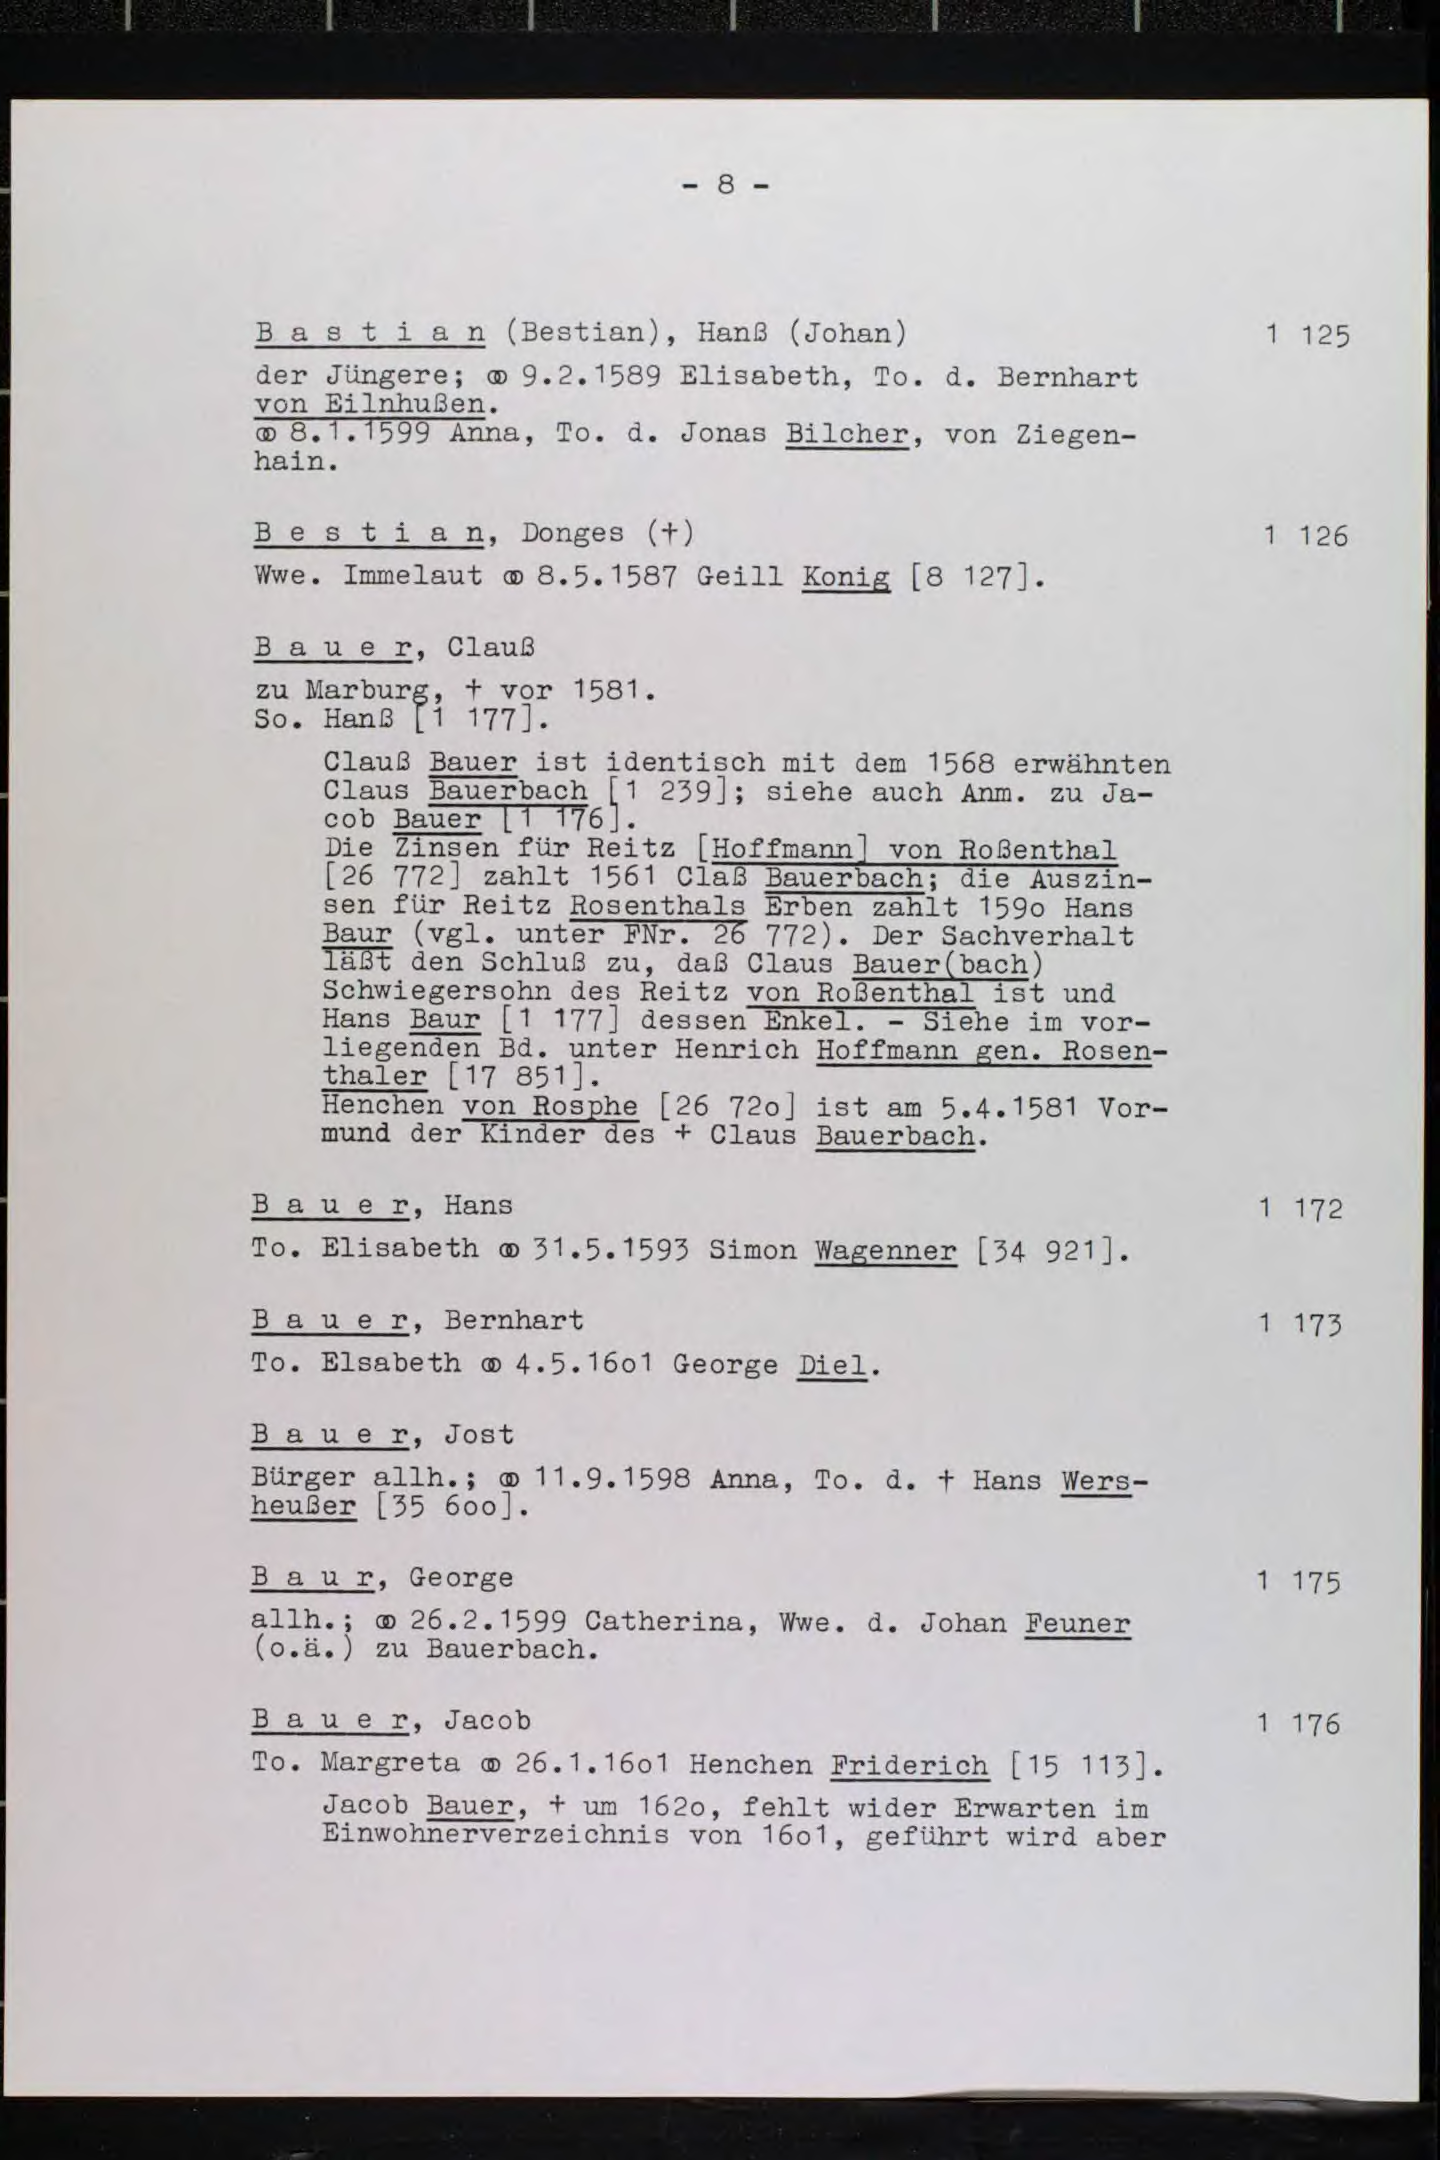 - 8 -
B a s t i a n (Bestian), Hanß (Johan) 1 125
der Jüngere; ⚭ 9.2.1589 Elisabeth, To. d. Bernhart
von Eilnhußen.
⚭ 8.1.1599 Anna, To. d. Jonas Bilcher, von Ziegen-
hain.
B e s t i a n, Donges (†) 1 126
Wwe. Immelaut ⚭ 8.5.1587 Geill Konig [8 127].
B a u e r, Clauß
zu Marburg, † vor 1581.
So. Hanß [1 177].
Clauß Bauer ist identisch mit dem 1568 erwähnten
Claus Bauerbach [1 239]; siehe auch Anm. zu Ja-
cob Bauer [1 176].
Die Zinsen für Reitz [Hoffmann] von Roßenthal
[26 772] zahlt 1561 Claß Bauerbach; die Auszin-
sen für Reitz Rosenthals Erben zahlt 159o Hans
Baur (vgl. unter FNr. 26 772). Der Sachverhalt
läßt den Schluß zu, daß Claus Bauer(bach)
Schwiegersohn des Reitz von Roßenthal ist und
Hans Baur [1 177] dessen Enkel. - Siehe im vor-
liegenden Bd. unter Henrich Hoffmann gen. Rosen-
thaler [17 851].
Henchen von Rosphe [26 72o] ist am 5.4.1581 Vor-
mund der Kinder des + Claus Bauerbach.
B a u e r, Hans 1 172
To. Elisabeth ⚭ 31.5.1593 Simon Wagenner [34 921].
B a u e r, Bernhart 1 173
To. Elsabeth ⚭ 4.5.16o1 George Diel.
B a u e r, Jost
Bürger allh.; ⚭ 11.9.1598 Anna, To. d. † Hans Wers-
heußer [35 6oo].
B a u r, George 1 175
allh.; ⚭ 26.2.1599 Catherina, Wwe. d. Johan Feuner
(o.ä.) zu Bauerbach.
B a u e r, Jacob 1 176
To. Margreta ⚭ 26.1.16o1 Henchen Friderich [15 113].
Jacob Bauer, + um 162o, fehlt wider Erwarten im
Einwohnerverzeichnis von 16o1, geführt wird aber